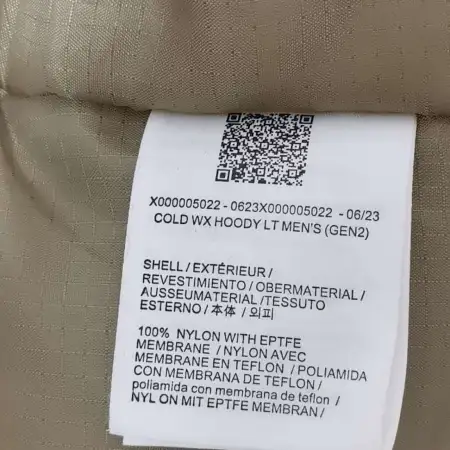 X000005022 - 0623X000005022 - 06/23
COLD WX HOODY LT MEN'S (GEN2)
SHELL / EXTÉRIEUR /
REVESTIMIENTO / OBERMATERIAL /
AUSSEUMATERIAL /TESSUTO
ESTERNO / 本体 / 외피
100% NYLON WITH EPTFE
MEMBRANE / NYLON AVEC
MEMBRANE EN TEFLON / POLIAMIDA
CON MEMBRANA DE TEFLON /
poliamida con membrana de teflon /
NYLON MIT EPTFE MEMBRAN /